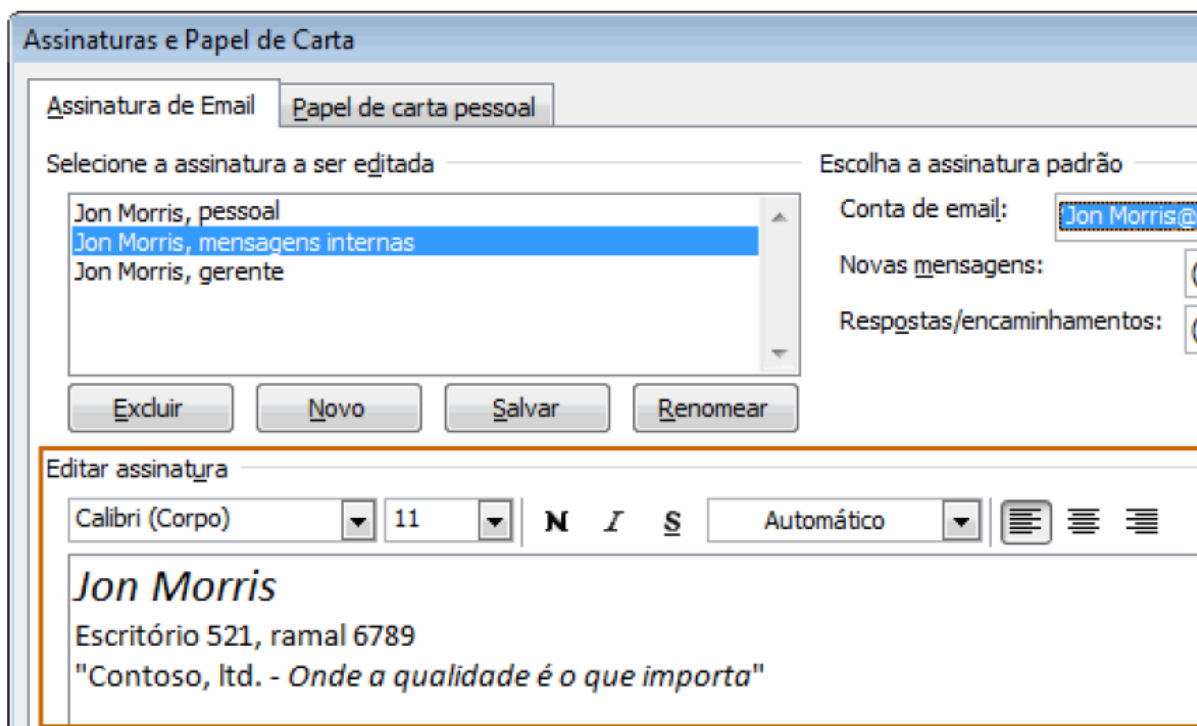 Assinaturas e Papel de Carta
Assinatura de Email
Papel de carta pessoal
Selecione a assinatura a ser editada
Jon Morris, pessoal
Jon Morris, mensagens internas
Jon Morris, gerente
Excluir
Novo
Salvar
Renomear
Escolha a assinatura padrão
Conta de email:
Jon Morris@
Novas mensagens:
(
Respostas/encaminhamentos:
(
Editar assinatura
Calibri (Corpo)
11
N
I
S
Automático
Jon Morris
Escritório 521, ramal 6789
"Contoso, ltd. - Onde a qualidade é o que importa"